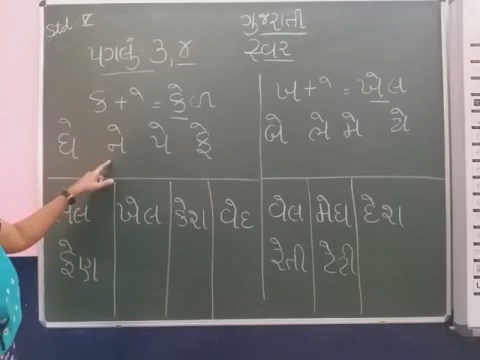 Std. V
ગુજરાતી
સ્વર
પગલું 3,૪
ક + ે = કેળ
ઘે ને પે ફે
ખ + ે = ખેલ
બે લે મે યે
ખેલ કેશ વેદ
ફેણ
વેલ મેઘ દેશ
રેતી ટેટી